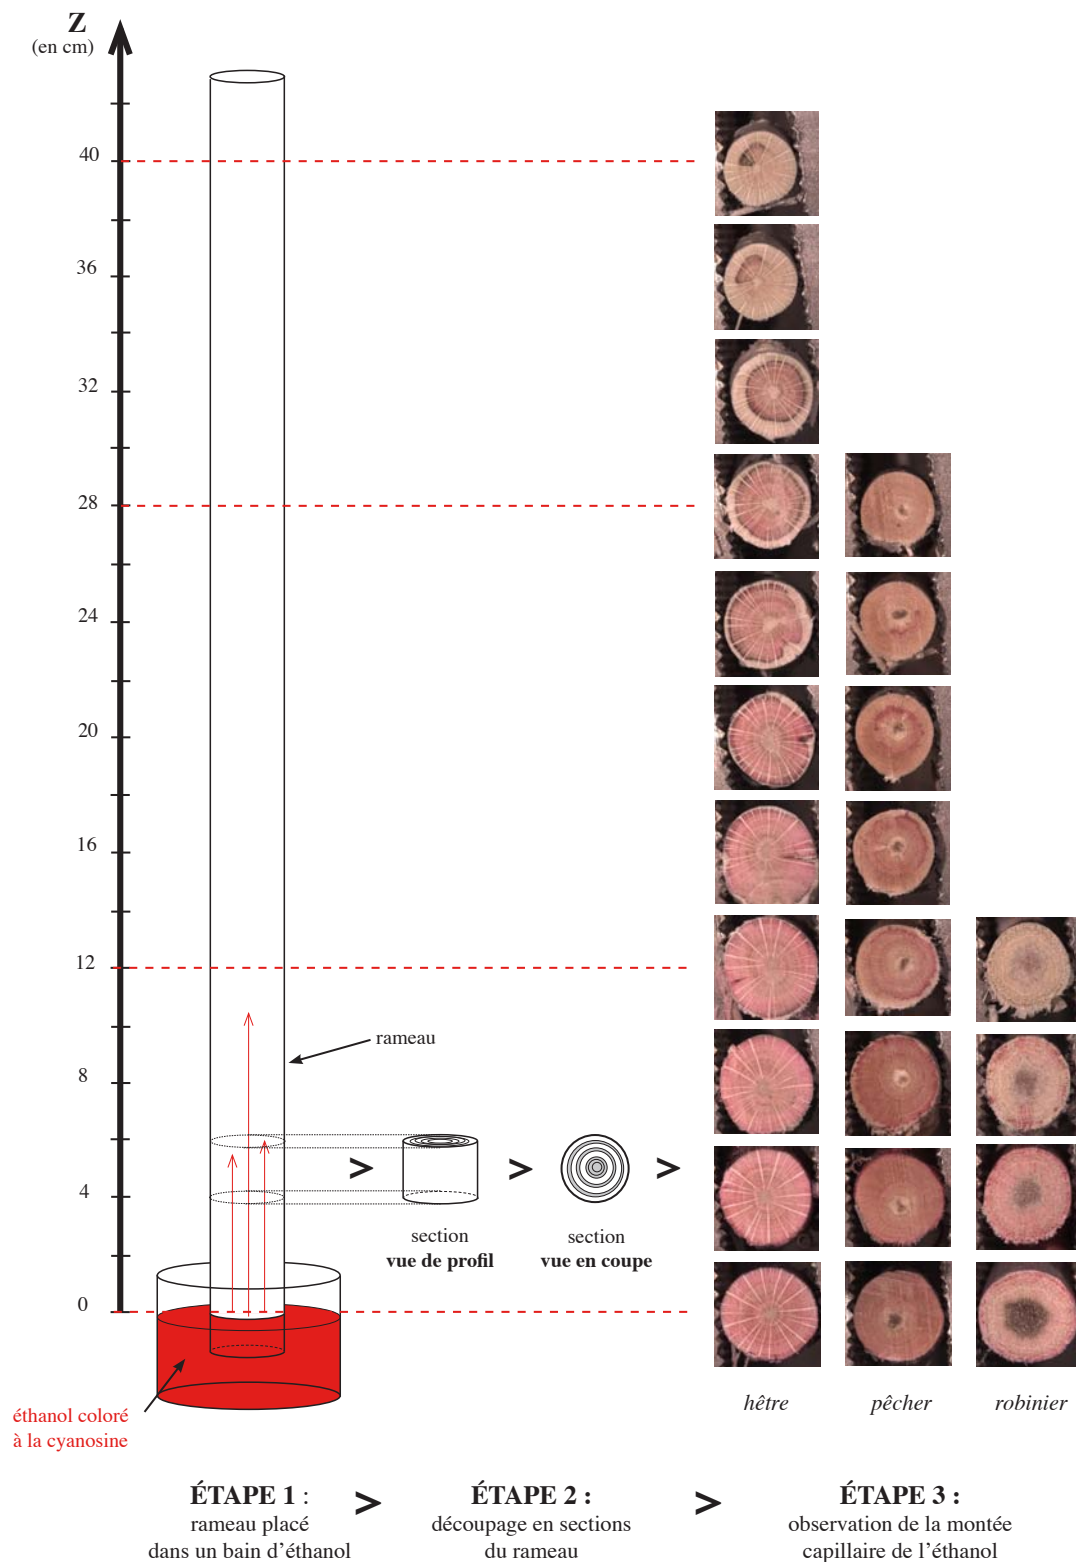 Z
(en cm)
40
36
32
28
24
20
16
12
8
4
0
rameau
>
>
>
section
vue de profil
section
vue en coupe
éthanol coloré
à la cyanosine
hêtre
pêcher
robinier
ÉTAPE 1 :
rameau placé
dans un bain d’éthanol
>
ÉTAPE 2 :
découpage en sections
du rameau
>
ÉTAPE 3 :
observation de la montée
capillaire de l’éthanol